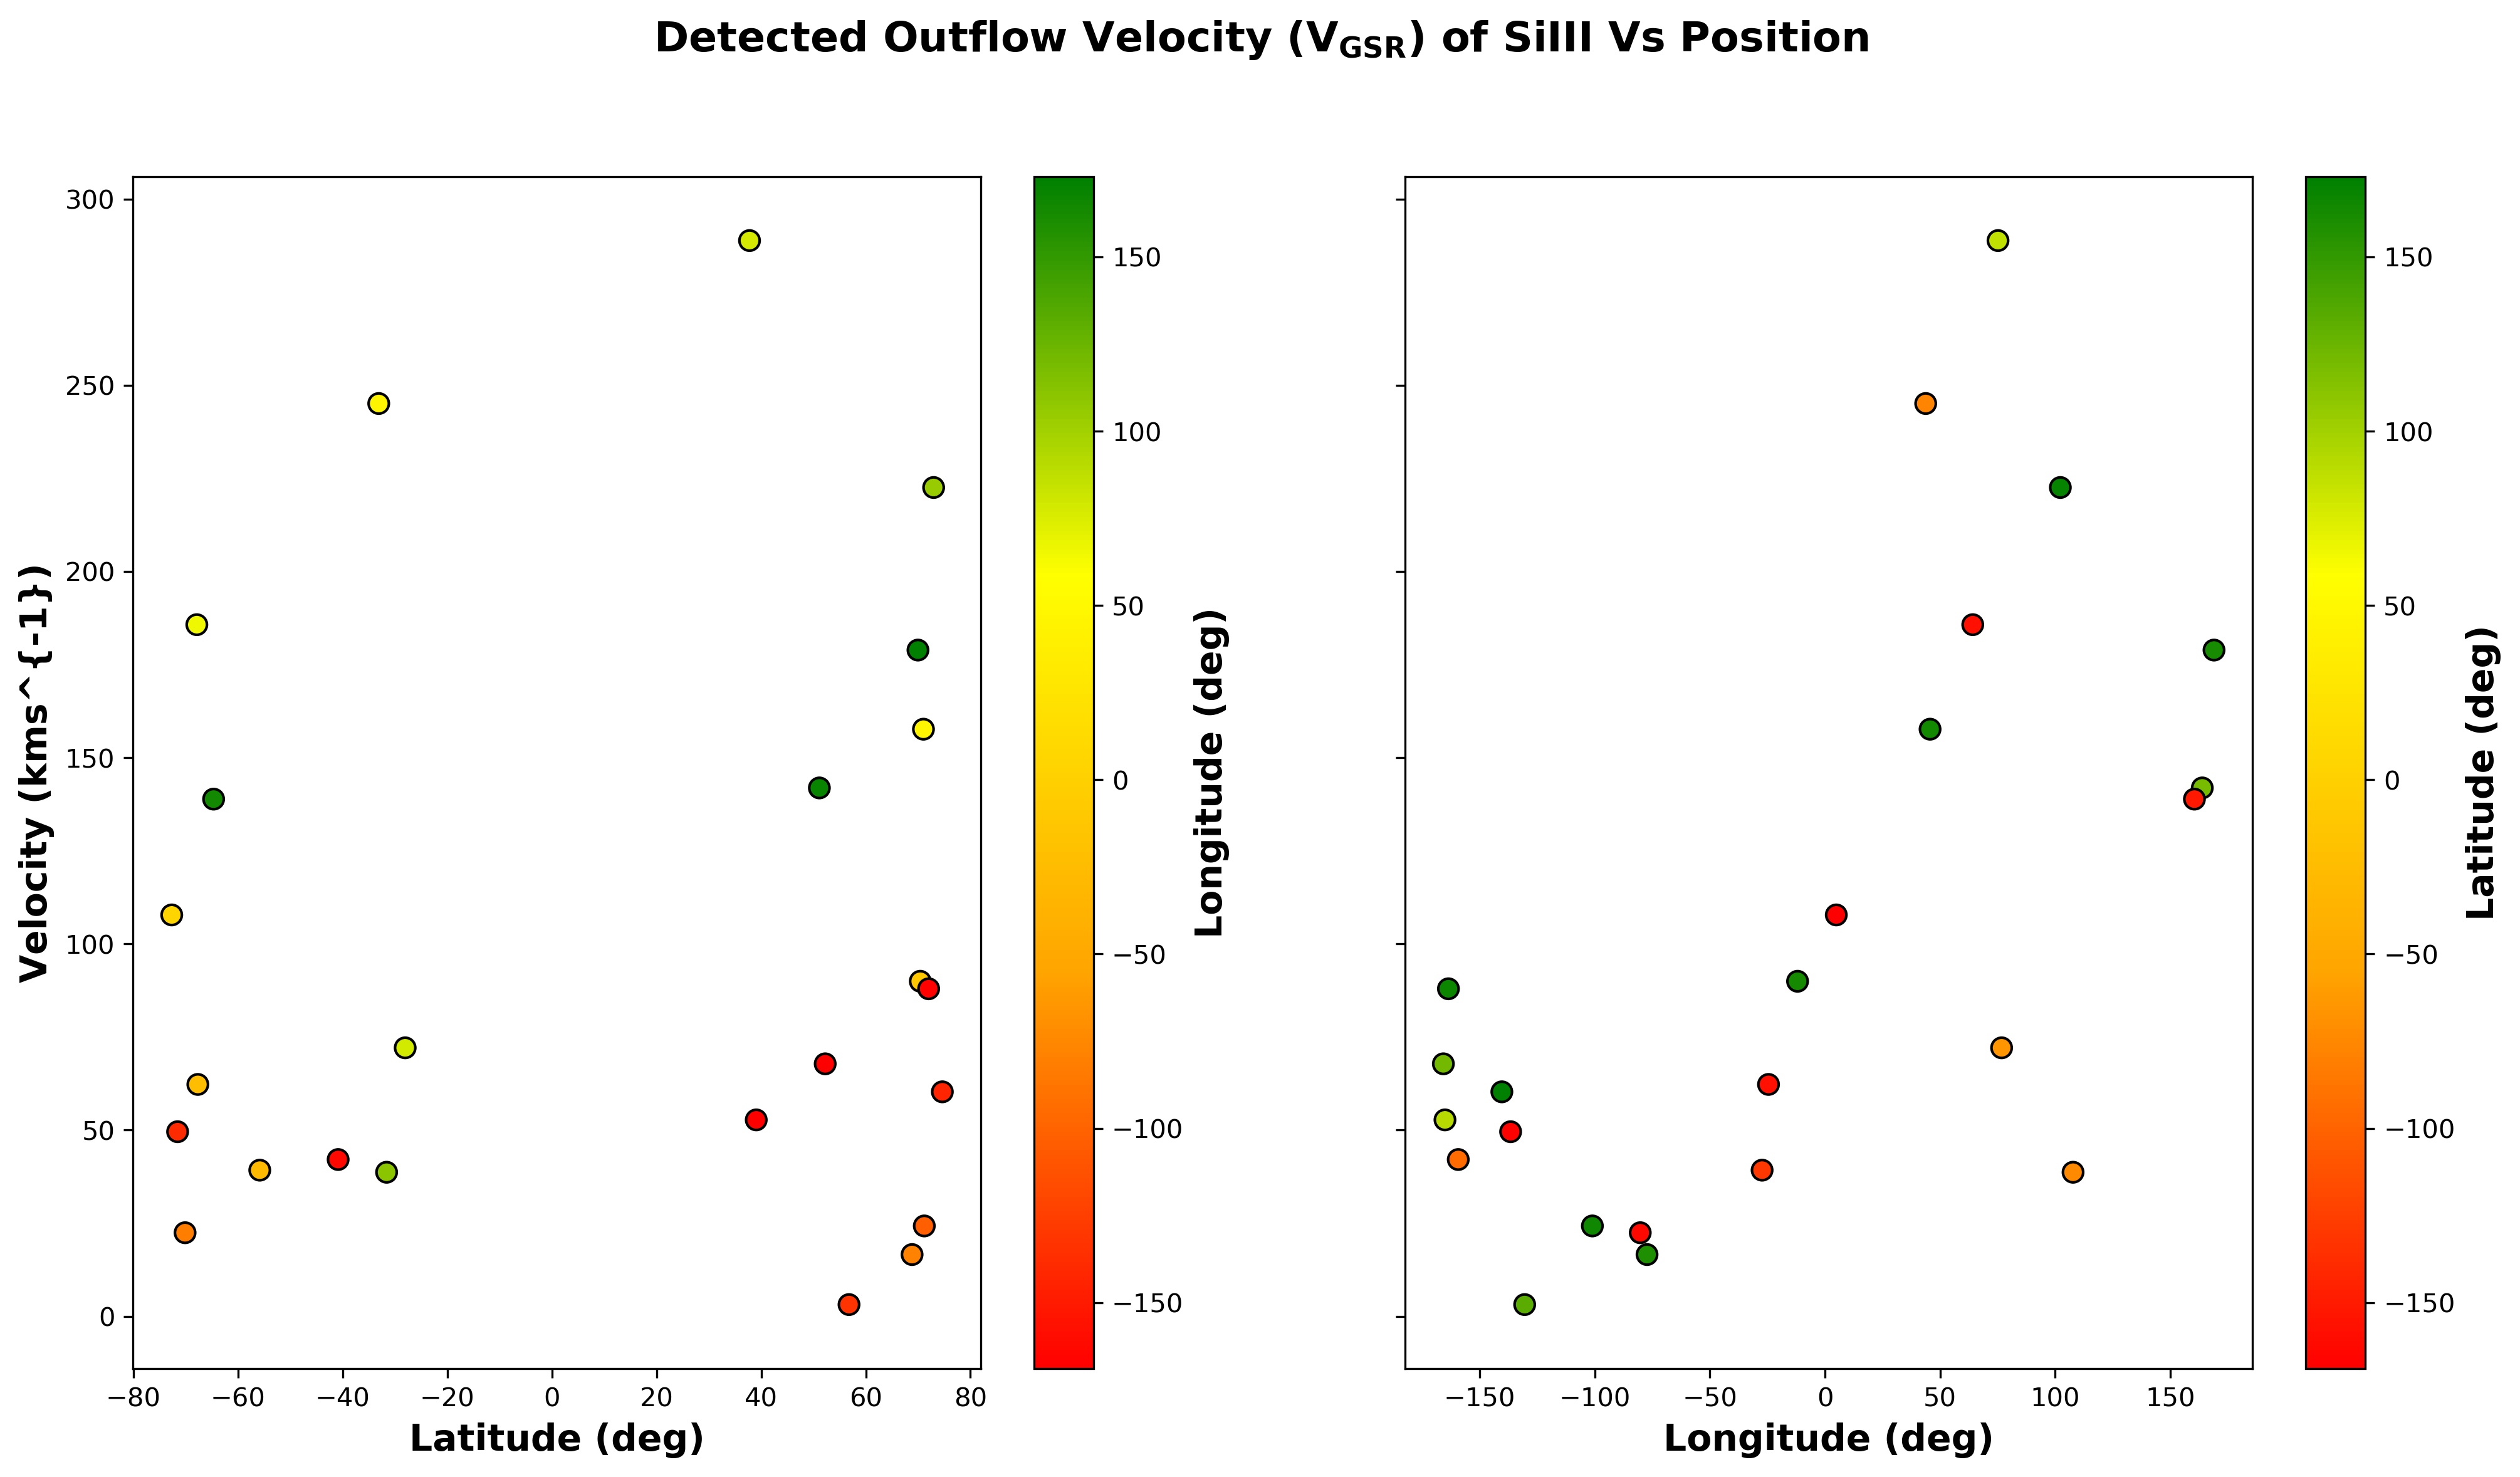 Detected Outflow Velocity (V_GSR) of SiIII Vs Position
Velocity (kms^{-1})
300
250
200
150
100
50
0
−80 −60 −40 −20 0 20 40 60 80
Latitude (deg)
150
100
50
0
−50
−100
−150
Longitude (deg)
−150 −100 −50 0 50 100 150
Longitude (deg)
150
100
50
0
−50
−100
−150
Latitude (deg)